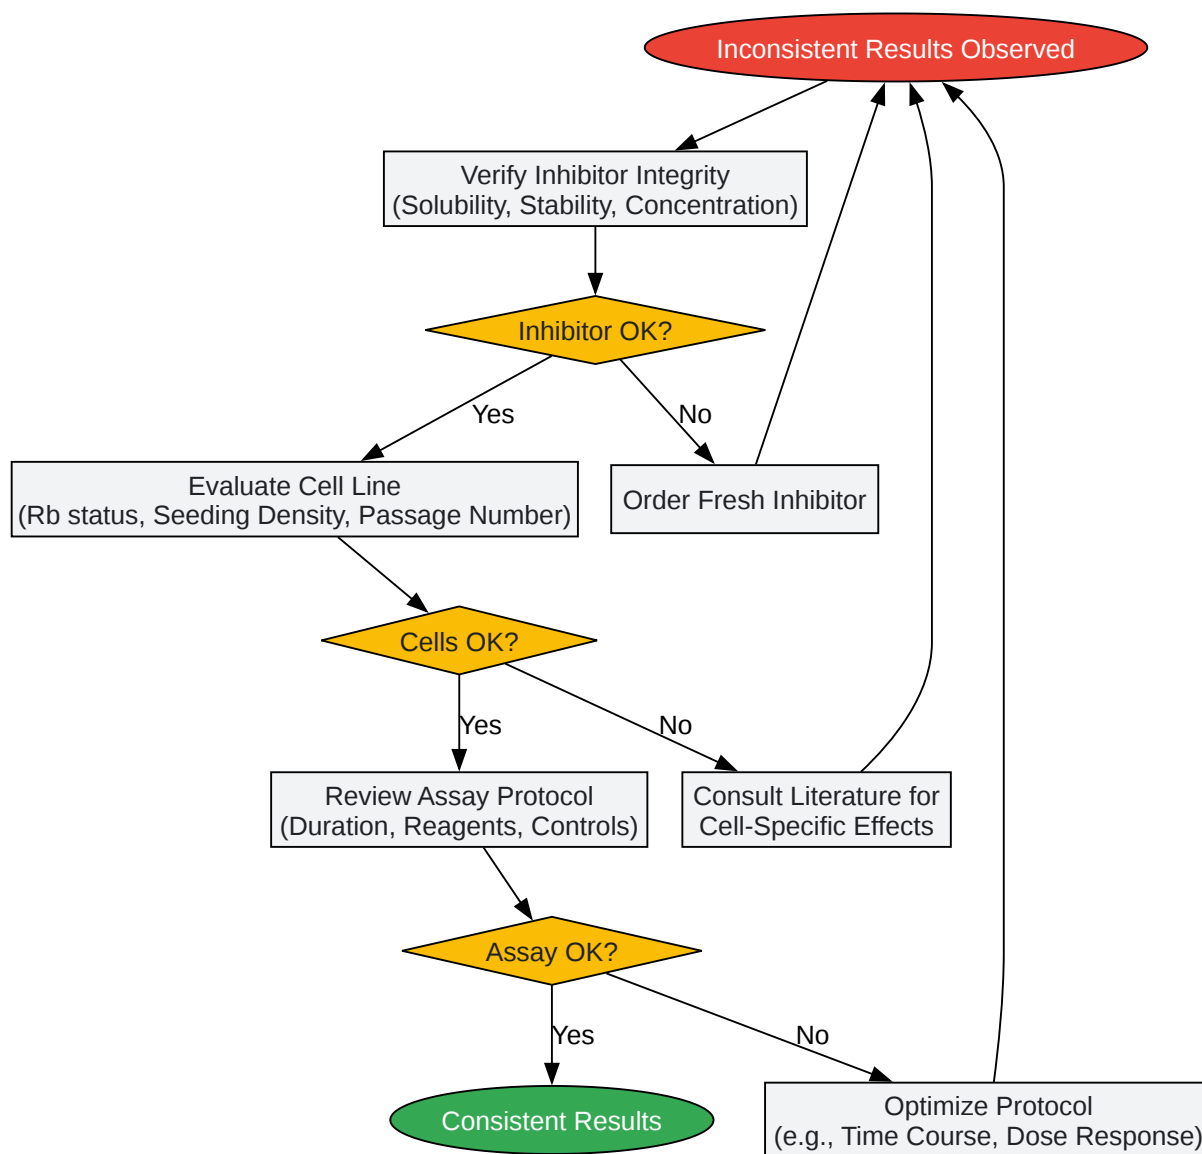 Inconsistent Results Observed
Verify Inhibitor Integrity
(Solubility, Stability, Concentration)
Inhibitor OK?
Yes
No
Evaluate Cell Line
(Rb status, Seeding Density, Passage Number)
Order Fresh Inhibitor
Cells OK?
Yes
No
Review Assay Protocol
(Duration, Reagents, Controls)
Consult Literature for
Cell-Specific Effects
Assay OK?
Yes
No
Consistent Results
Optimize Protocol
(e.g., Time Course, Dose Response)